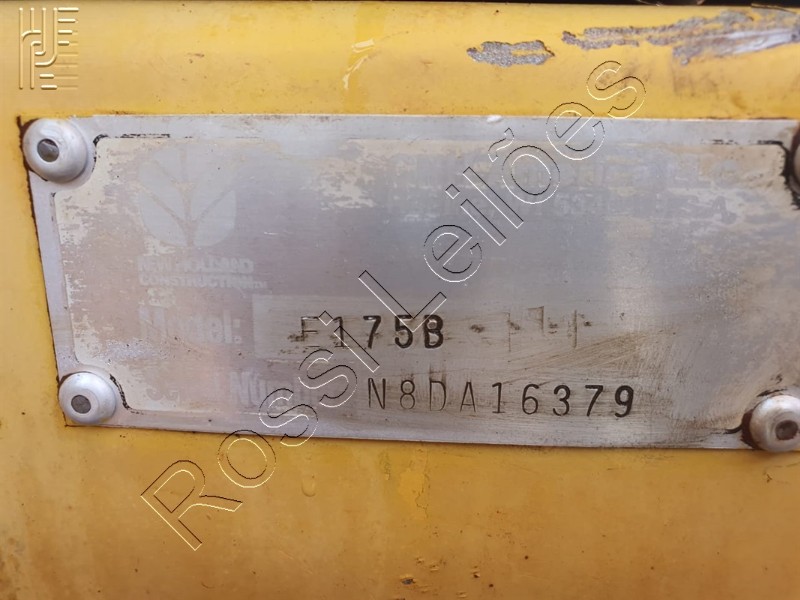 NEW HOLLAND
CONSTRUCTION
Model: E175B
N8DA16379
Rossi Leilões